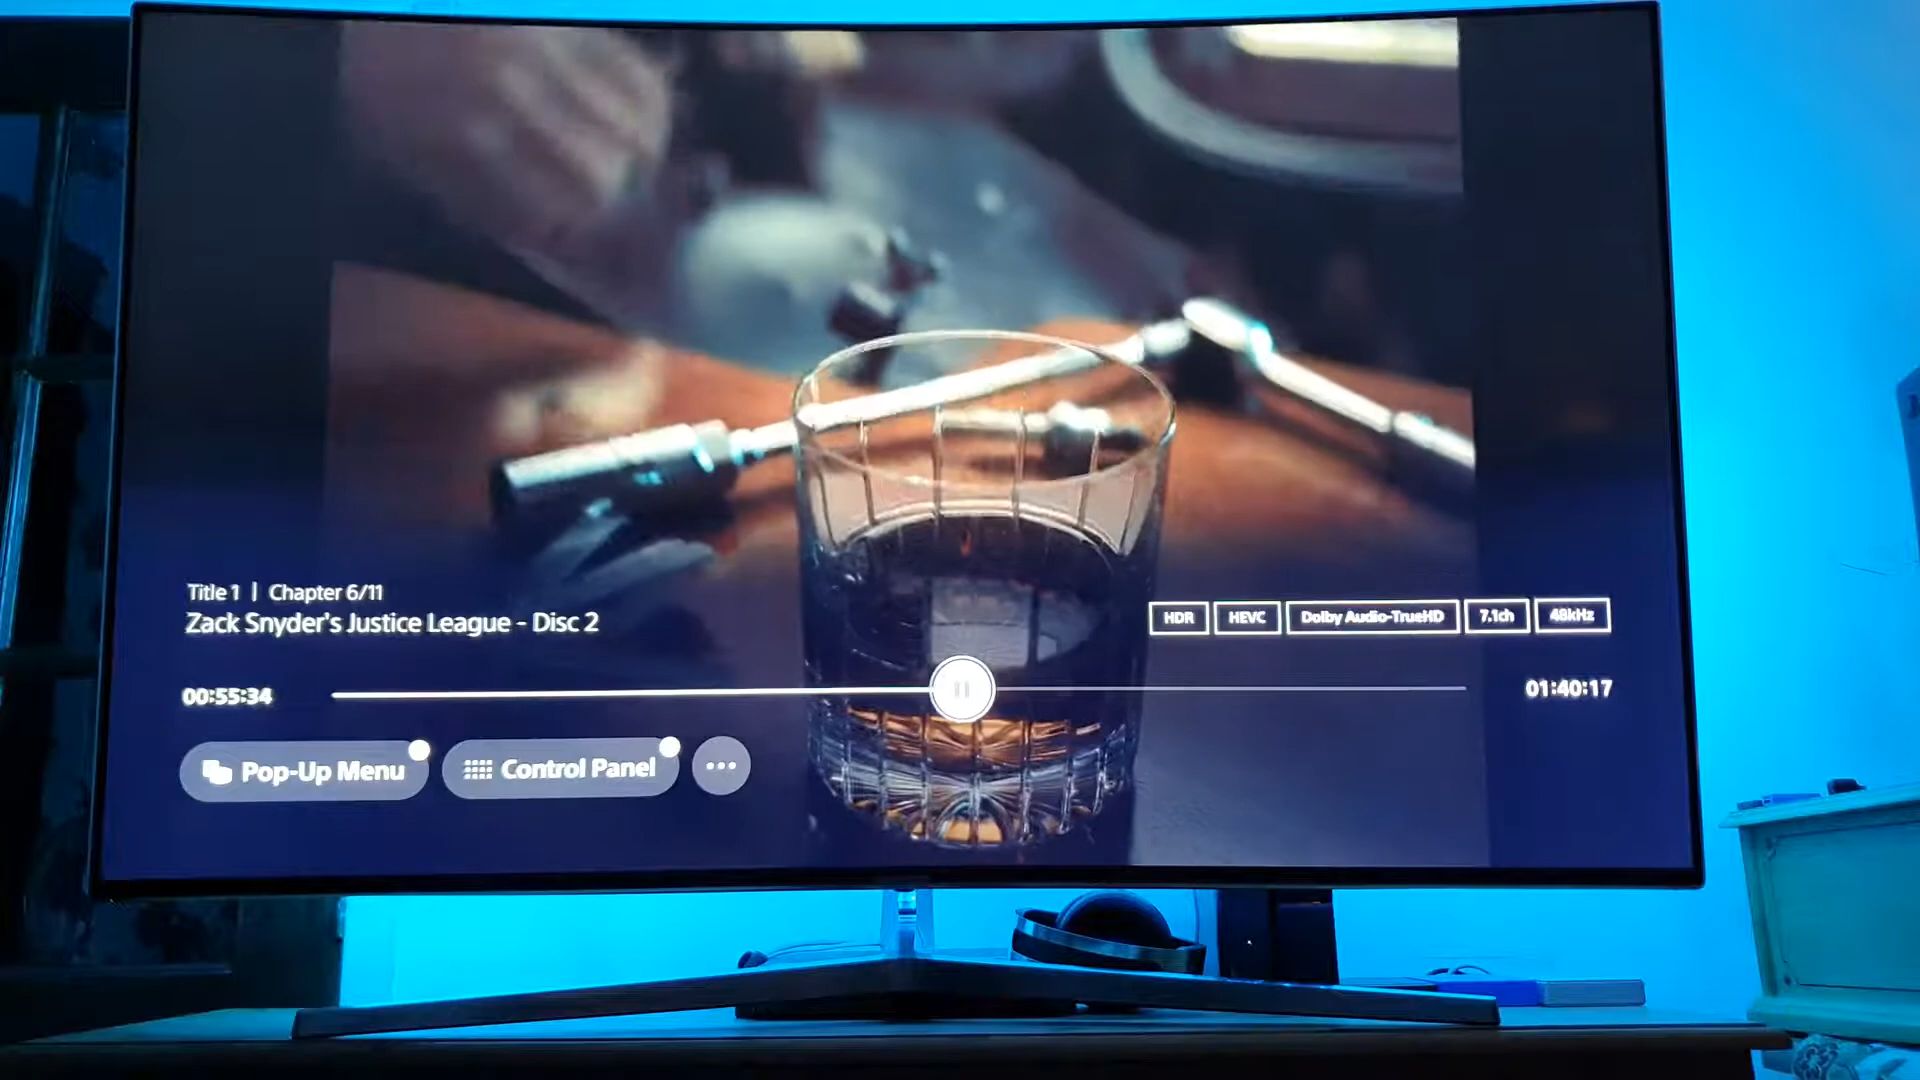 Title 1 | Chapter 6/11
Zack Snyder's Justice League - Disc 2
HDR HEVC Dolby Audio-TrueHD 7.1ch 48kHz
00:55:34 01:40:17
Pop-Up Menu Control Panel ...